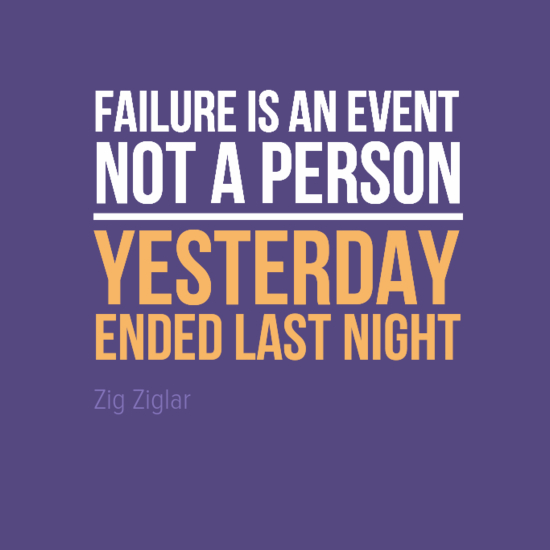 FAILURE IS AN EVENT
NOT A PERSON
YESTERDAY
ENDED LAST NIGHT
Zig Ziglar